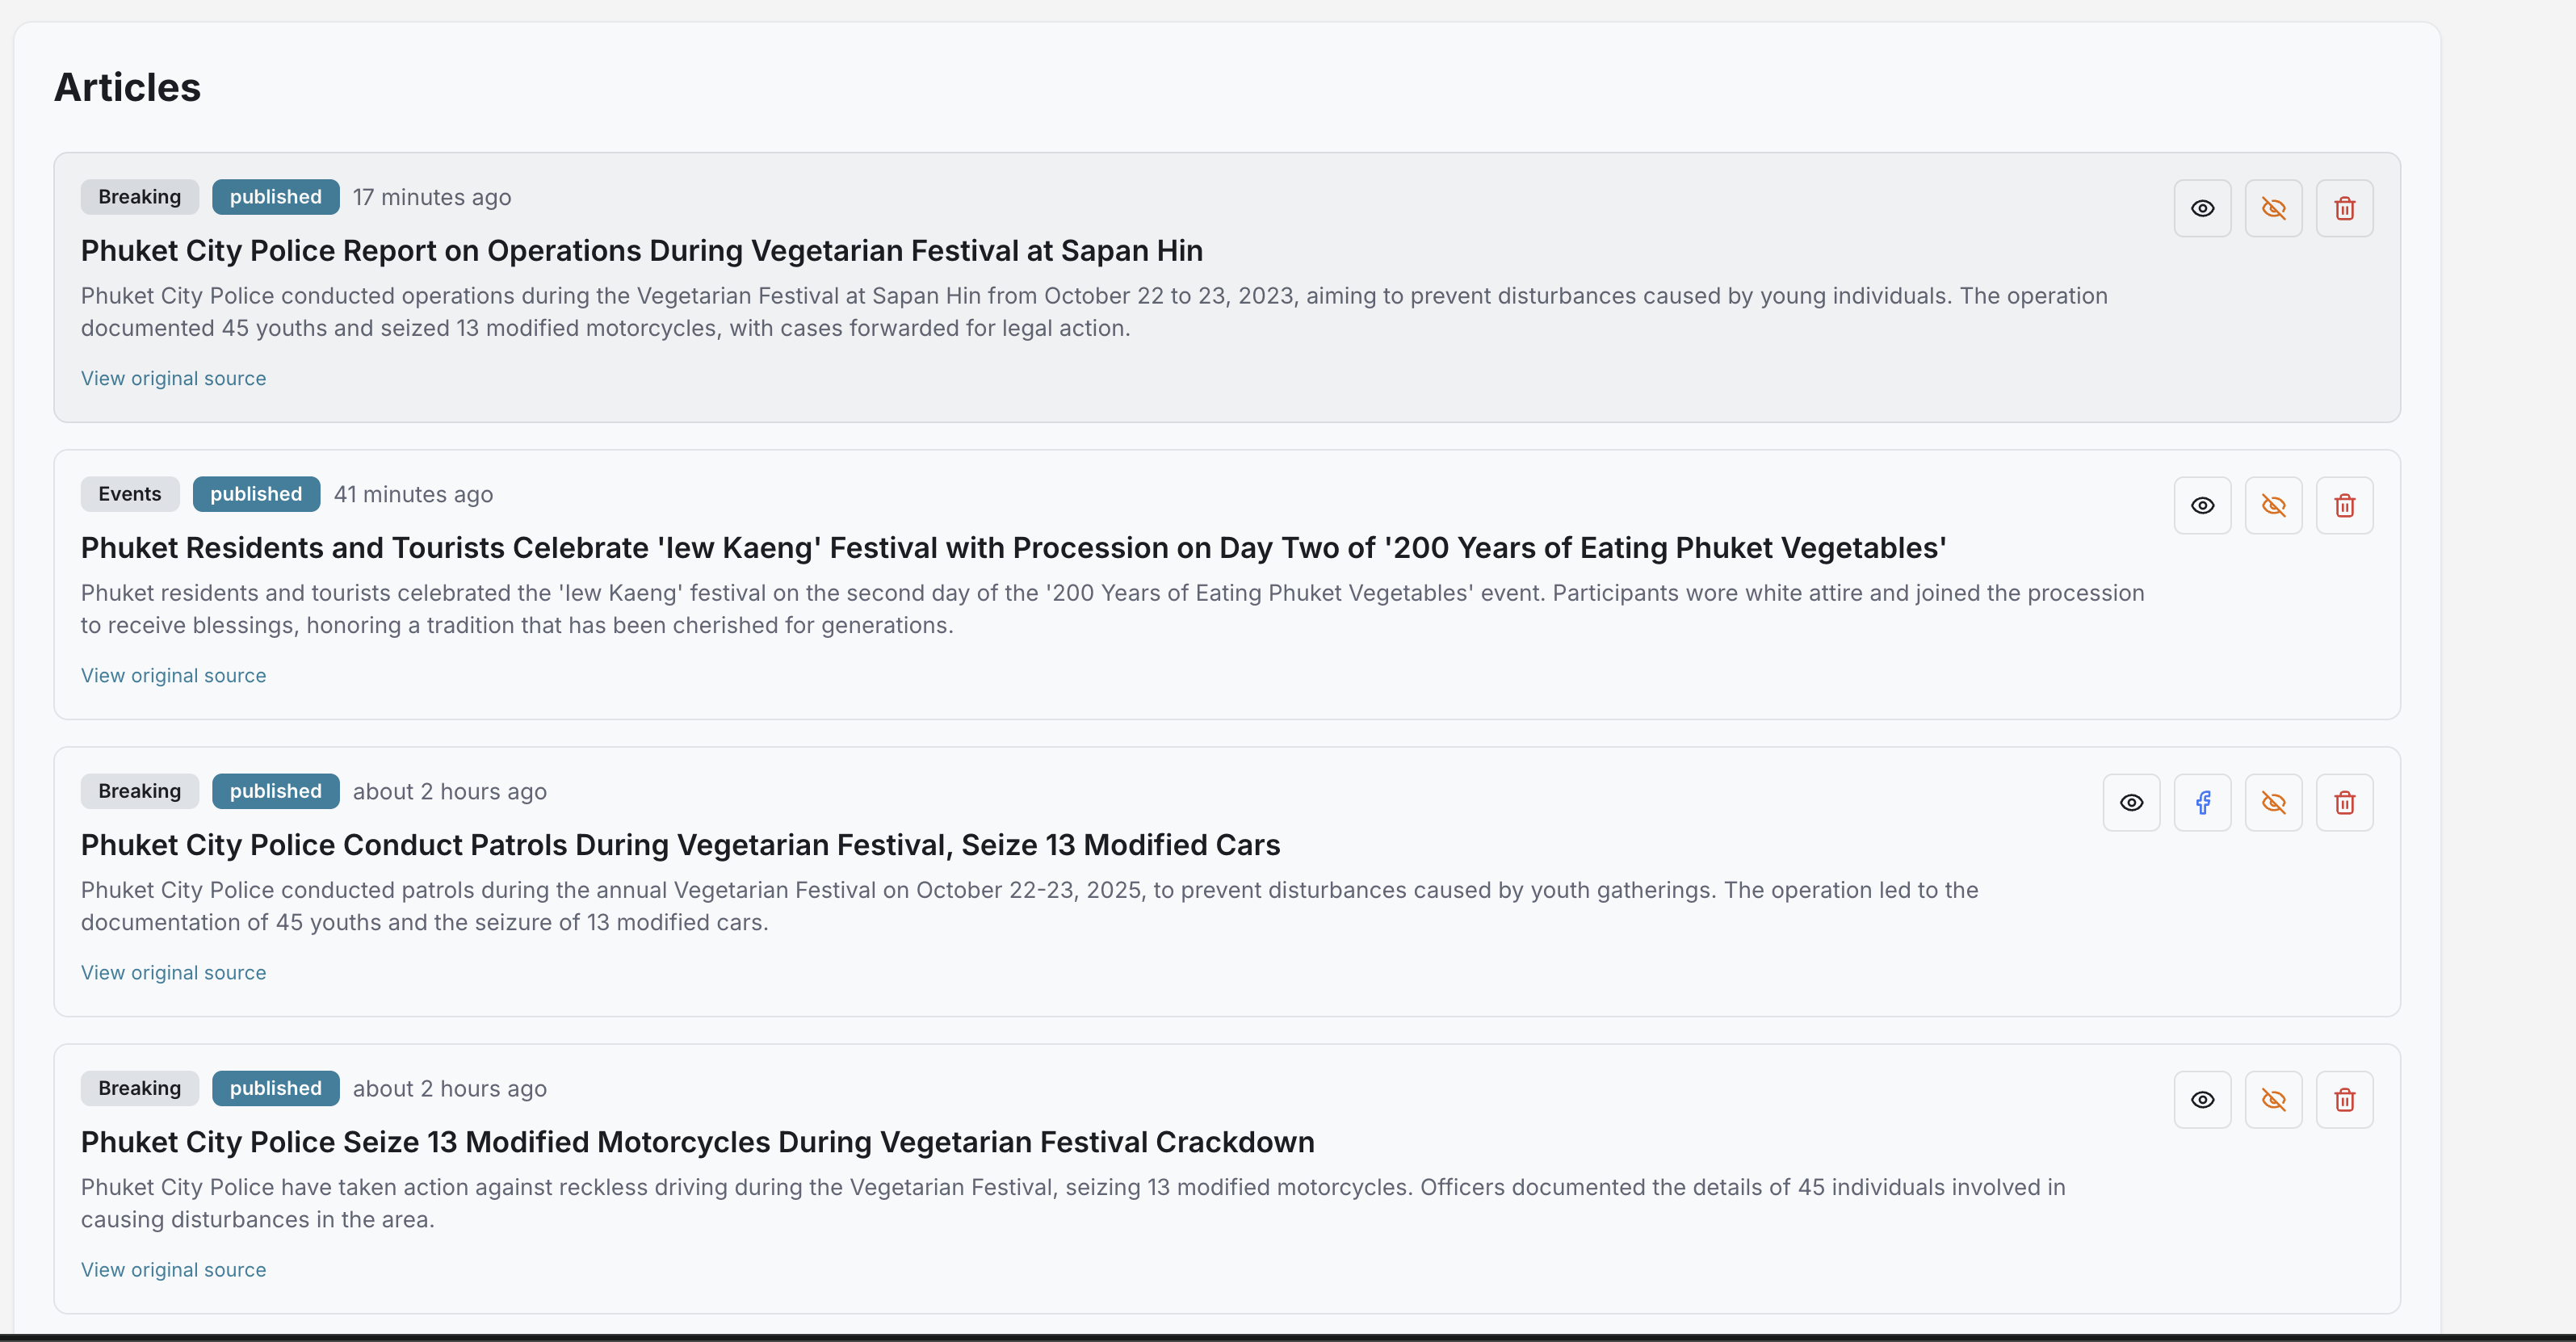 Articles
Breaking published 17 minutes ago
Phuket City Police Report on Operations During Vegetarian Festival at Sapan Hin
Phuket City Police conducted operations during the Vegetarian Festival at Sapan Hin from October 22 to 23, 2023, aiming to prevent disturbances caused by young individuals. The operation
documented 45 youths and seized 13 modified motorcycles, with cases forwarded for legal action.
View original source
Events published 41 minutes ago
Phuket Residents and Tourists Celebrate 'Iew Kaeng' Festival with Procession on Day Two of '200 Years of Eating Phuket Vegetables'
Phuket residents and tourists celebrated the 'Iew Kaeng' festival on the second day of the '200 Years of Eating Phuket Vegetables' event. Participants wore white attire and joined the procession
to receive blessings, honoring a tradition that has been cherished for generations.
View original source
Breaking published about 2 hours ago
Phuket City Police Conduct Patrols During Vegetarian Festival, Seize 13 Modified Cars
Phuket City Police conducted patrols during the annual Vegetarian Festival on October 22-23, 2025, to prevent disturbances caused by youth gatherings. The operation led to the
documentation of 45 youths and the seizure of 13 modified cars.
View original source
Breaking published about 2 hours ago
Phuket City Police Seize 13 Modified Motorcycles During Vegetarian Festival Crackdown
Phuket City Police have taken action against reckless driving during the Vegetarian Festival, seizing 13 modified motorcycles. Officers documented the details of 45 individuals involved in
causing disturbances in the area.
View original source